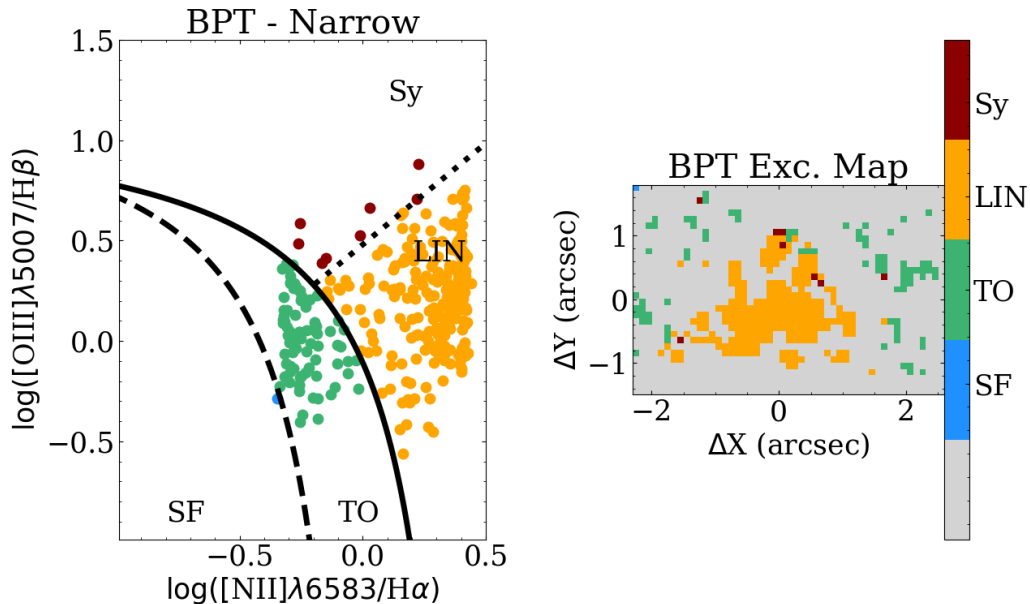 BPT - Narrow
1.5
1.0
0.5
0.0
−0.5
−0.5
0.0
0.5
log([OIII]λ5007/Hβ)
log([NII]λ6583/Hα)
Sy
LIN
SF
TO
BPT Exc. Map
1
0
−1
−2
0
2
ΔY (arcsec)
ΔX (arcsec)
Sy
LIN
TO
SF